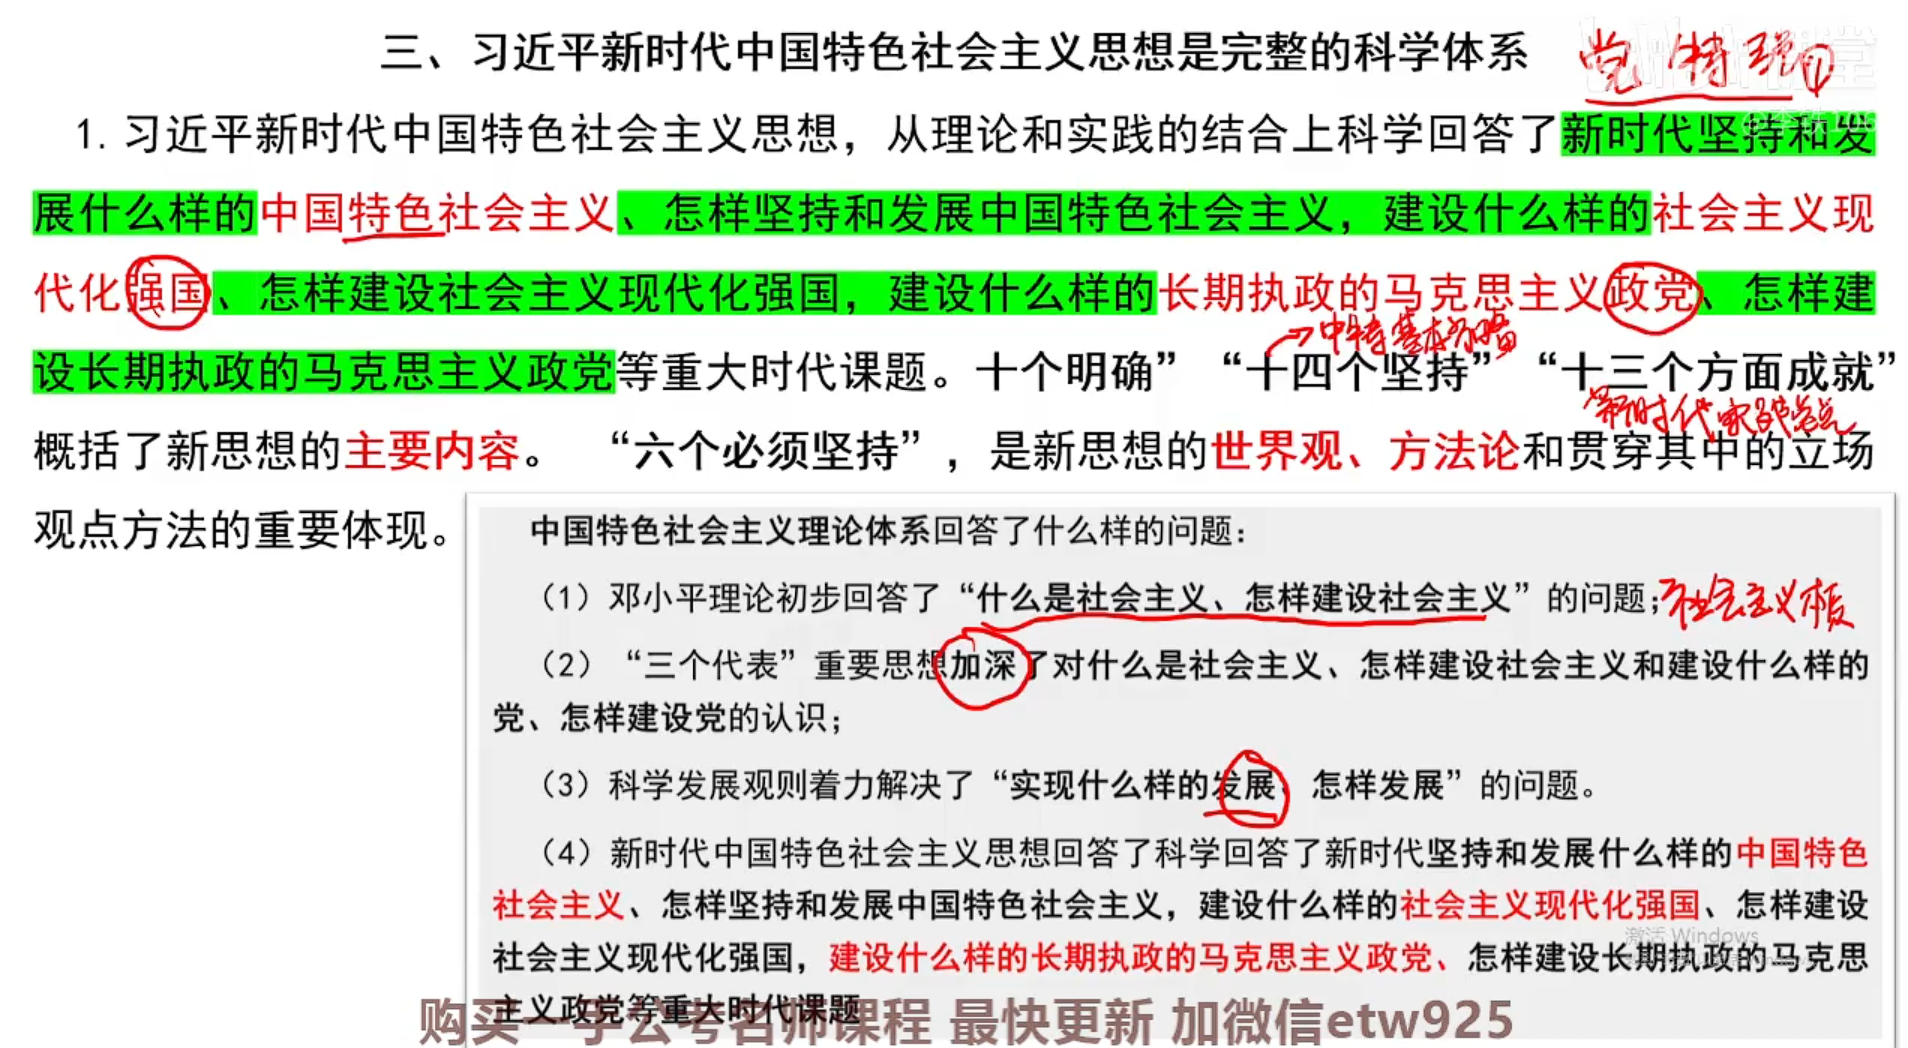 三、习近平新时代中国特色社会主义思想是完整的科学体系
党 特 强
1. 习近平新时代中国特色社会主义思想，从理论和实践的结合上科学回答了新时代坚持和发
展什么样的中国特色社会主义、怎样坚持和发展中国特色社会主义，建设什么样的社会主义现
代化强国、怎样建设社会主义现代化强国，建设什么样的长期执政的马克思主义政党、怎样建
中特基本方略
设长期执政的马克思主义政党等重大时代课题。十个明确”“十四个坚持”“十三个方面成就”
新时代
概括了新思想的主要内容。 “六个必须坚持”，是新思想的世界观、方法论和贯穿其中的立场
观点方法的重要体现。
中国特色社会主义理论体系回答了什么样的问题：
（1）邓小平理论初步回答了“什么是社会主义、怎样建设社会主义”的问题；
社会主义
（2）“三个代表”重要思想加深了对什么是社会主义、怎样建设社会主义和建设什么样的
党、怎样建设党的认识；
（3）科学发展观则着力解决了“实现什么样的发展、怎样发展”的问题。
（4）新时代中国特色社会主义思想回答了科学回答了新时代坚持和发展什么样的中国特色
社会主义、怎样坚持和发展中国特色社会主义，建设什么样的社会主义现代化强国、怎样建设
激活 Windows
社会主义现代化强国，建设什么样的长期执政的马克思主义政党、怎样建设长期执政的马克思
主义政党等重大时代课题
购买一手公考名师课程 最快更新 加微信etw925